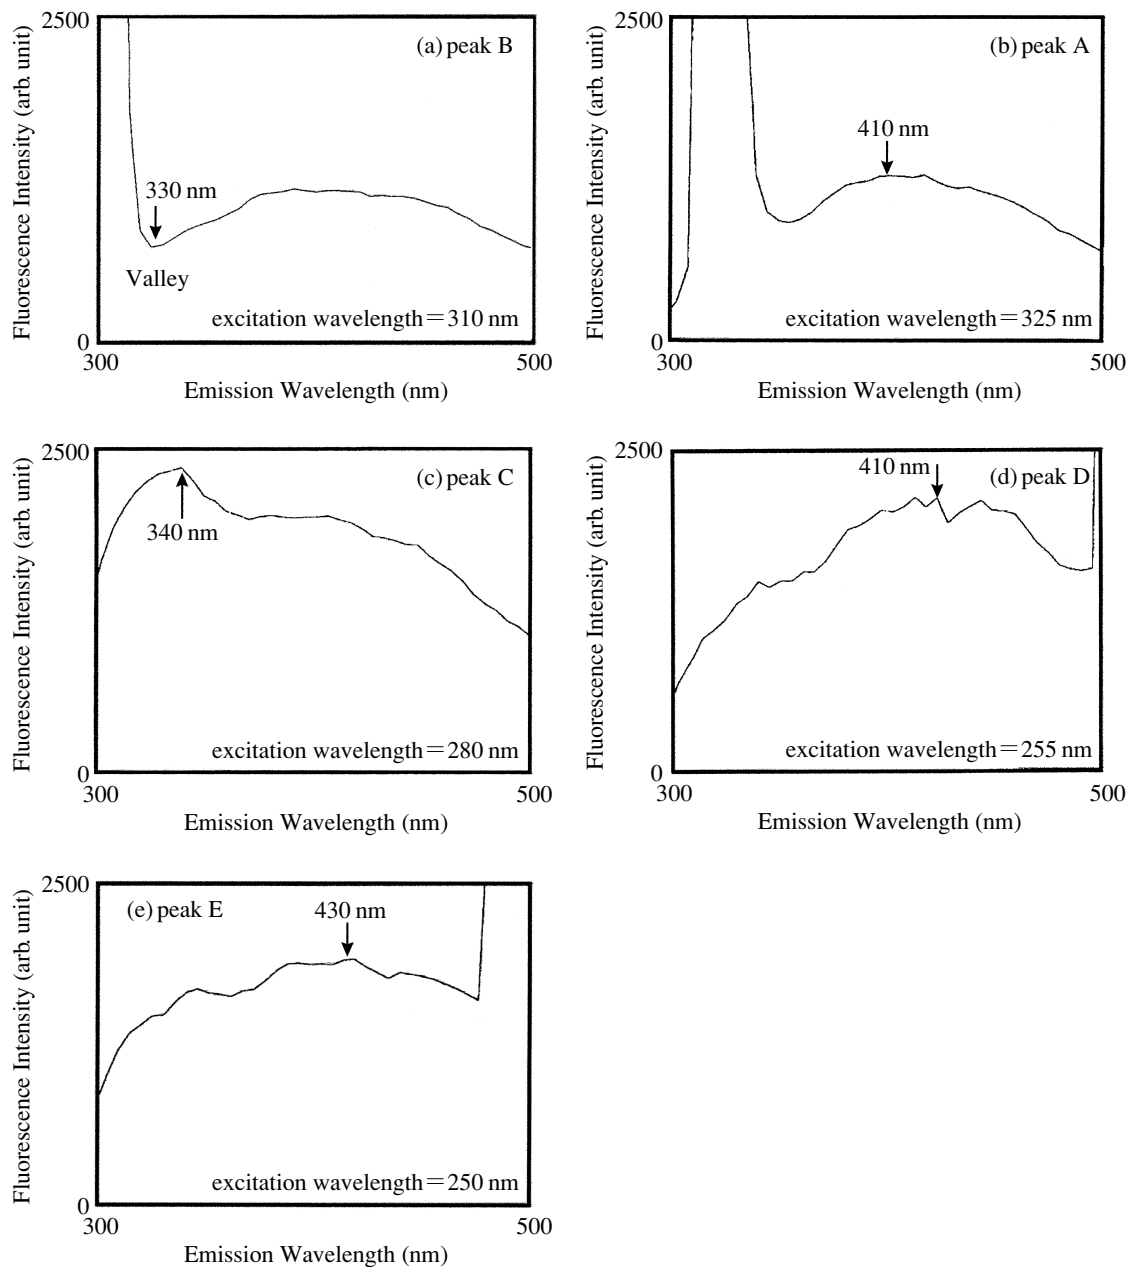 2500
(a) peak B
Fluorescence Intensity (arb. unit)
330 nm
Valley
excitation wavelength=310 nm
0
300
500
Emission Wavelength (nm)
2500
(b) peak A
Fluorescence Intensity (arb. unit)
410 nm
excitation wavelength=325 nm
0
300
500
Emission Wavelength (nm)
2500
(c) peak C
Fluorescence Intensity (arb. unit)
340 nm
excitation wavelength=280 nm
0
300
500
Emission Wavelength (nm)
2500
410 nm
(d) peak D
Fluorescence Intensity (arb. unit)
excitation wavelength=255 nm
0
300
500
Emission Wavelength (nm)
2500
(e) peak E
430 nm
Fluorescence Intensity (arb. unit)
excitation wavelength=250 nm
0
300
500
Emission Wavelength (nm)